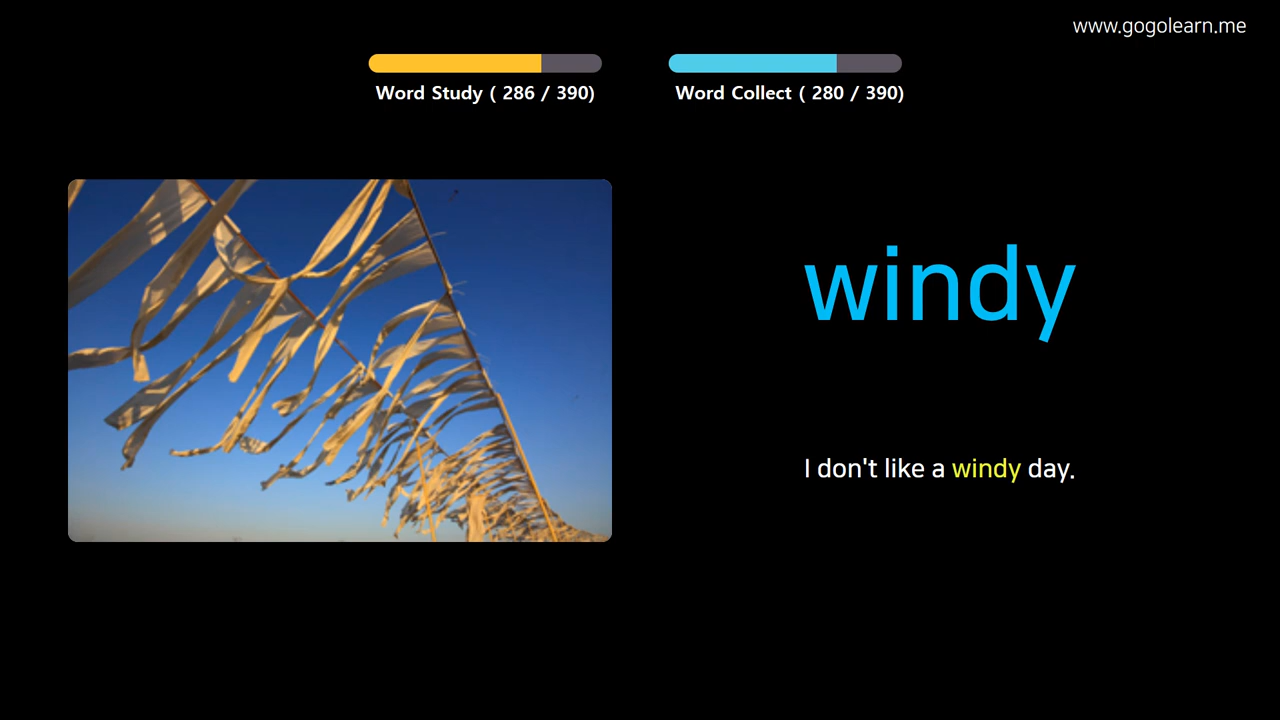 www.gogolearn.me
Word Study ( 286 / 390)
Word Collect ( 280 / 390)
windy
I don't like a windy day.